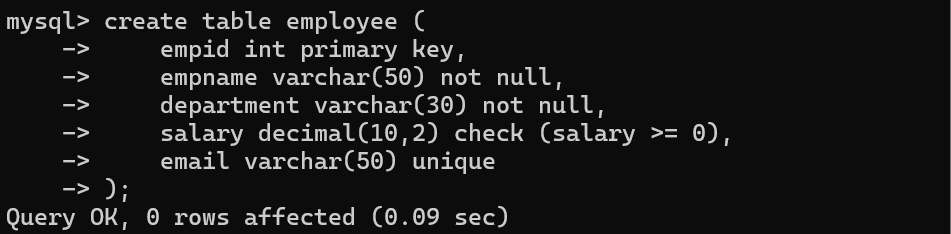 mysql> create table employee (
    ->     empid int primary key,
    ->     empname varchar(50) not null,
    ->     department varchar(30) not null,
    ->     salary decimal(10,2) check (salary >= 0),
    ->     email varchar(50) unique
    -> );
Query OK, 0 rows affected (0.09 sec)